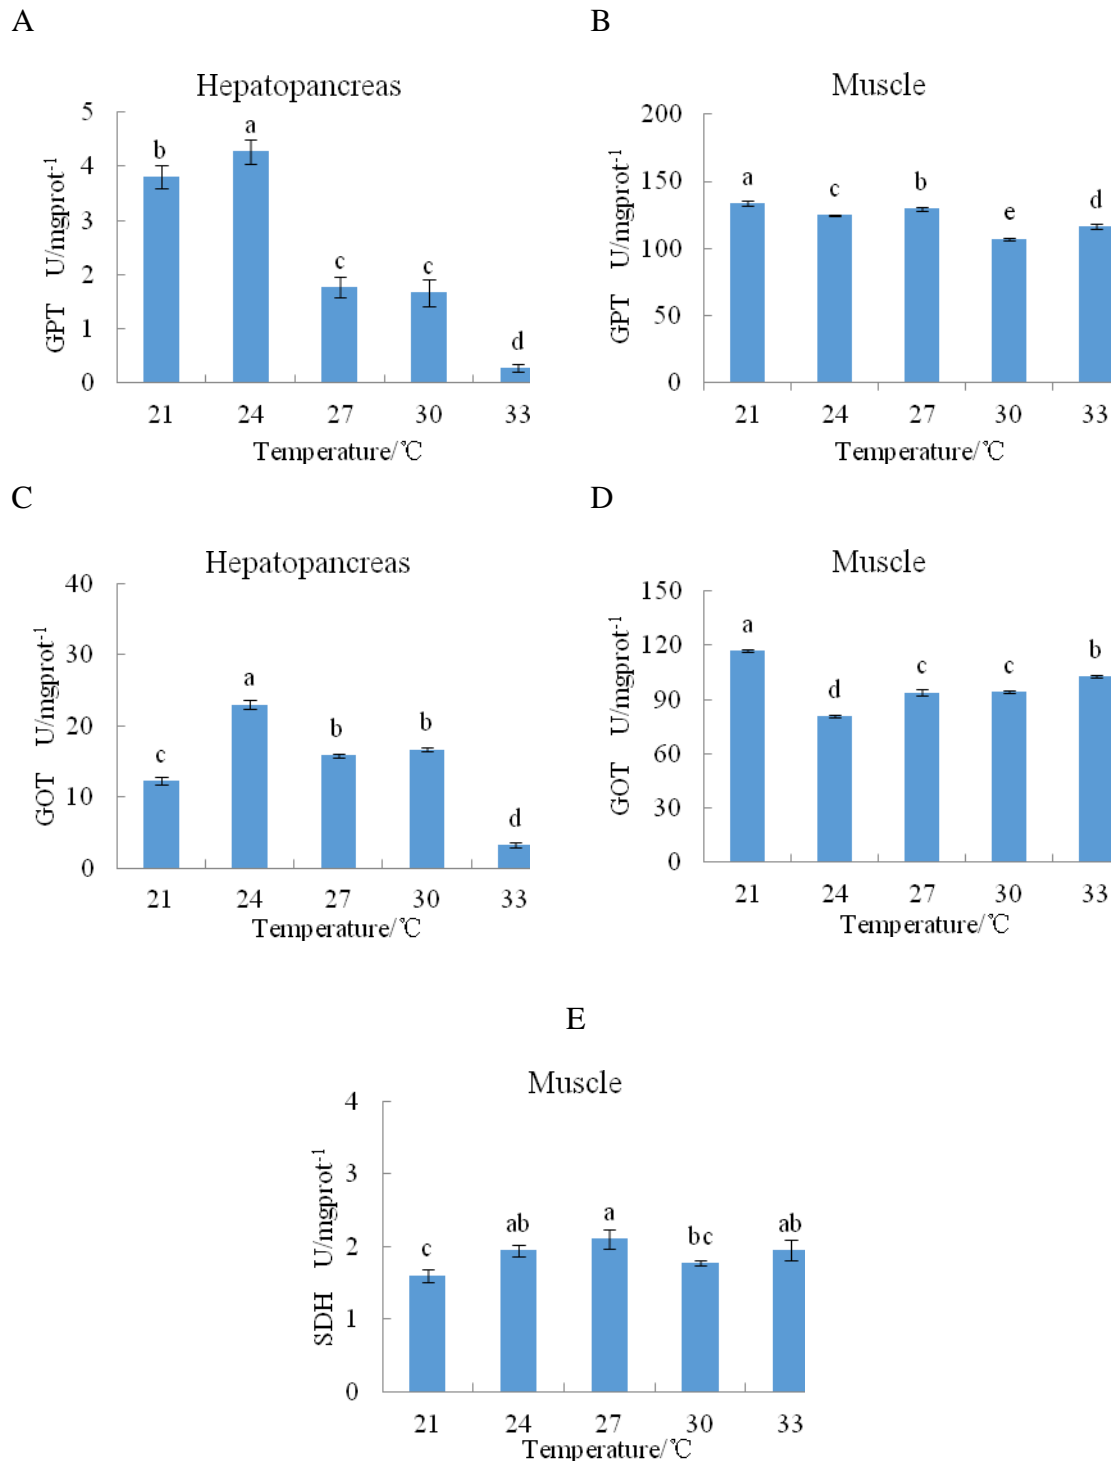 A
B
Hepatopancreas
5
4
3
2
1
0
GPT U/mgprot-1
b
a
c
c
d
21 24 27 30 33
Temperature/℃
Muscle
200
150
100
50
0
GPT U/mgprot-1
a
c
b
e
d
21 24 27 30 33
Temperature/℃
C
D
Hepatopancreas
40
30
20
10
0
GOT U/mgprot-1
c
a
b
b
d
21 24 27 30 33
Temperature/℃
Muscle
150
120
90
60
30
0
GOT U/mgprot-1
a
d
c
c
b
21 24 27 30 33
Temperature/℃
E
Muscle
4
3
2
1
0
SDH U/mgprot-1
c
ab
a
bc
ab
21 24 27 30 33
Temperature/℃